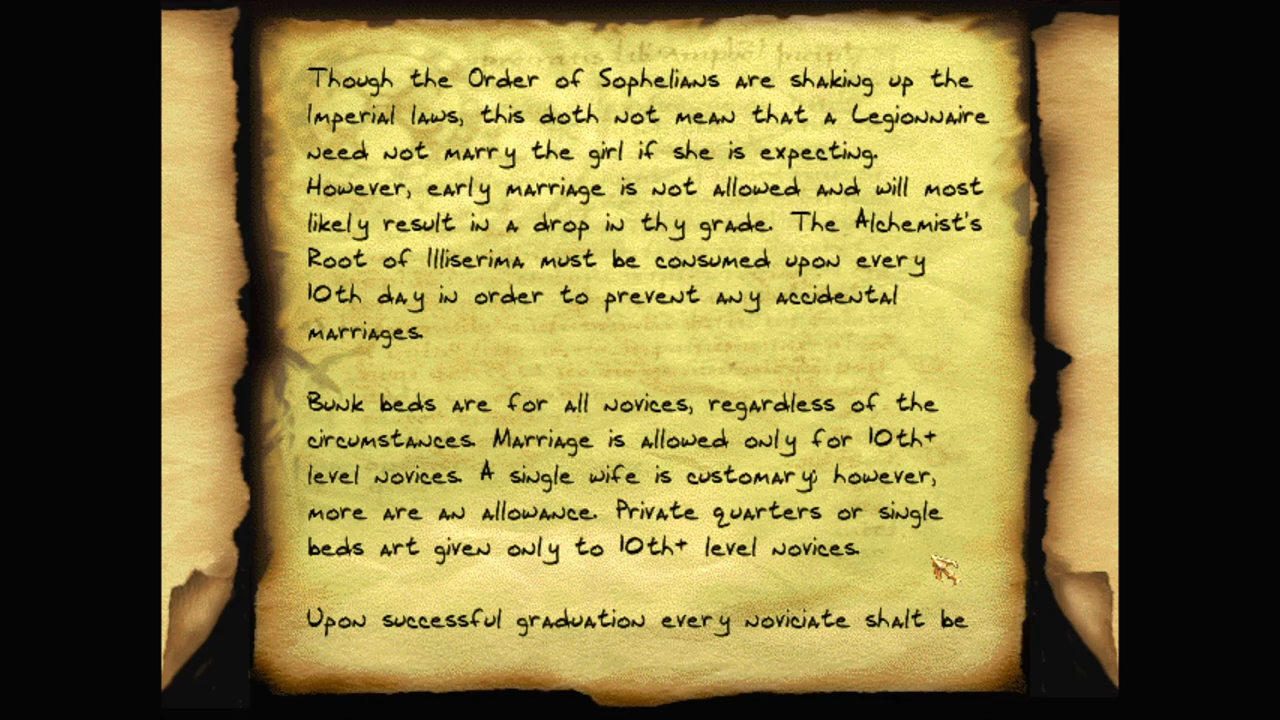 Though the Order of Sophelians are shaking up the
Imperial laws, this doth not mean that a Legionnaire
need not marry the girl if she is expecting.
However, early marriage is not allowed and will most
likely result in a drop in thy grade. The Alchemist's
Root of Illiserima must be consumed upon every
10th day in order to prevent any accidental
marriages.
Bunk beds are for all novices, regardless of the
circumstances. Marriage is allowed only for 10th+
level novices. A single wife is customary; however,
more are an allowance. Private quarters or single
beds art given only to 10th+ level novices.
Upon successful graduation every noviciate shalt be